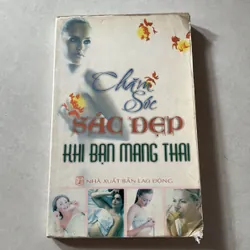 Chăm
Sóc
SẮC ĐẸP
KHI BẠN MANG THAI
NHÀ XUẤT BẢN LAO ĐỘNG